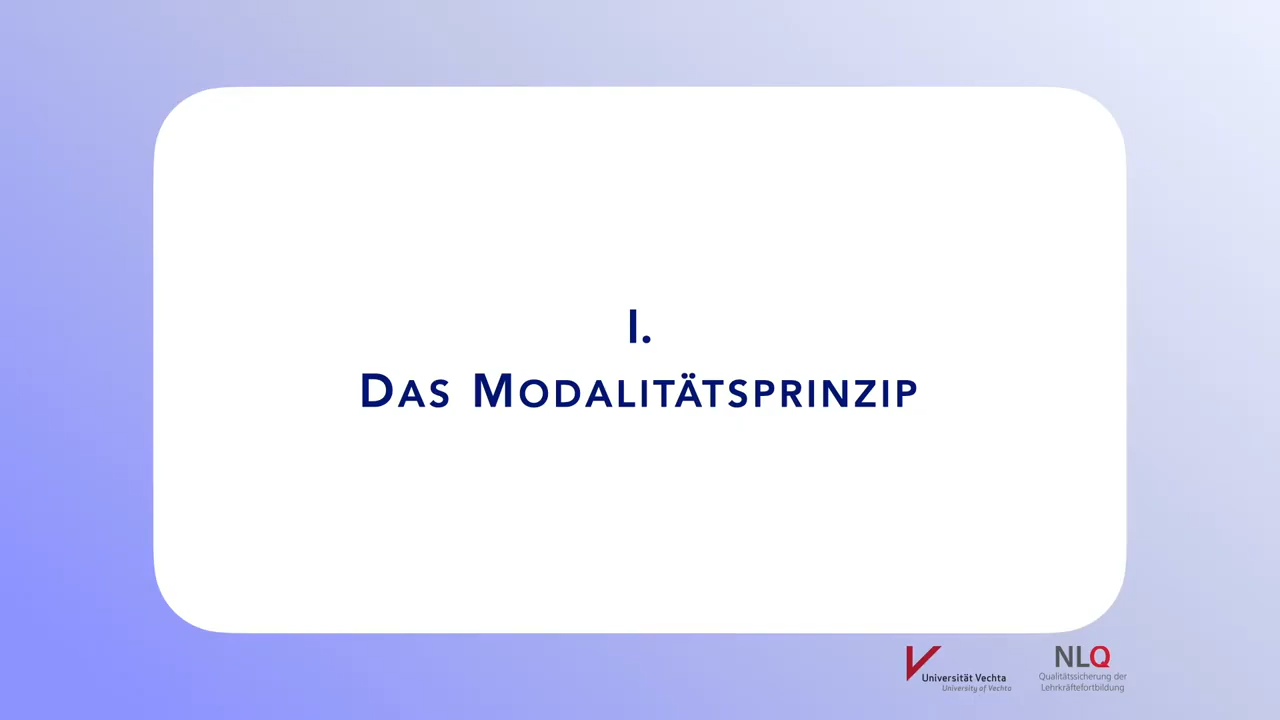 I.
Das Modalitätsprinzip
Universität Vechta
University of Vechta
NLQ
Qualitätssicherung der
Lehrkräftefortbildung